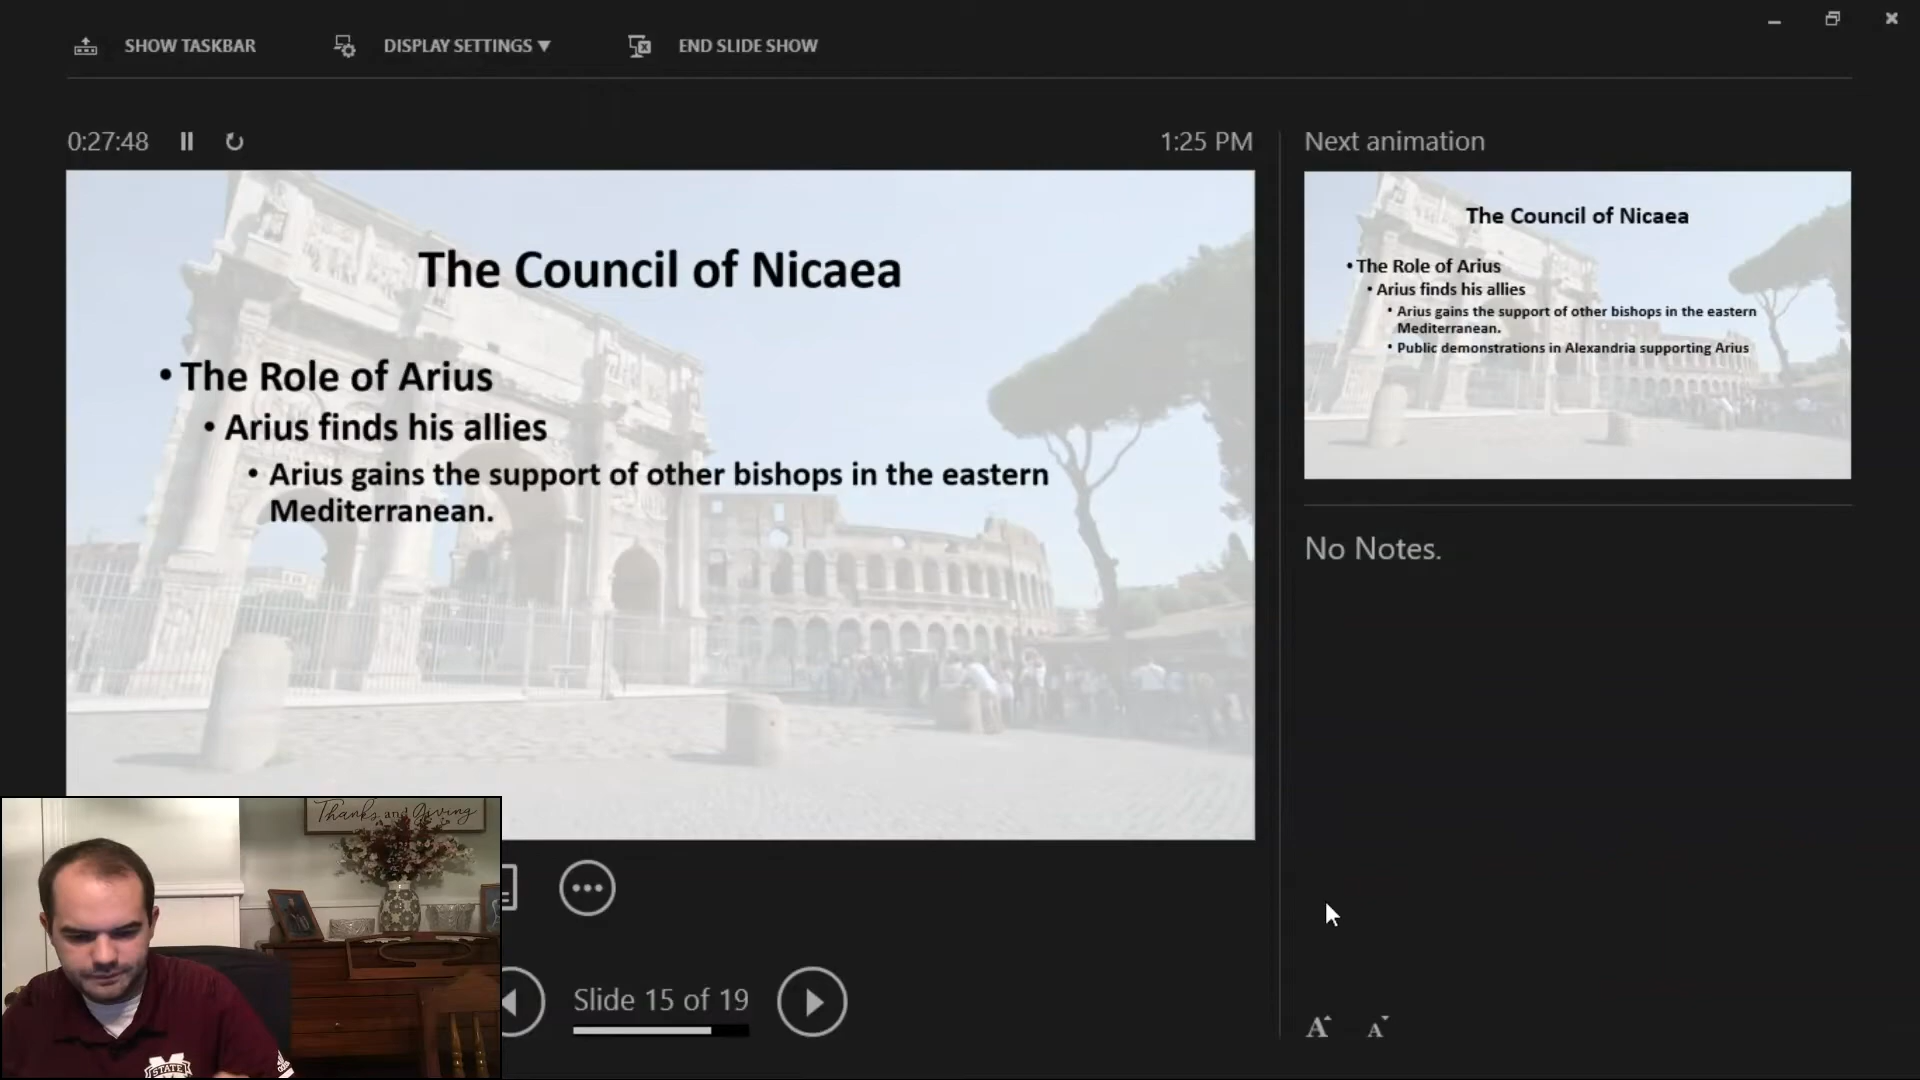 SHOW TASKBAR
DISPLAY SETTINGS ▼
END SLIDE SHOW
0:27:48
1:25 PM
The Council of Nicaea
• The Role of Arius
• Arius finds his allies
• Arius gains the support of other bishops in the eastern
Mediterranean.
Next animation
The Council of Nicaea
• The Role of Arius
• Arius finds his allies
• Arius gains the support of other bishops in the eastern
Mediterranean.
• Public demonstrations in Alexandria supporting Arius
No Notes.
Thanks and Giving
STATE
Slide 15 of 19
A A